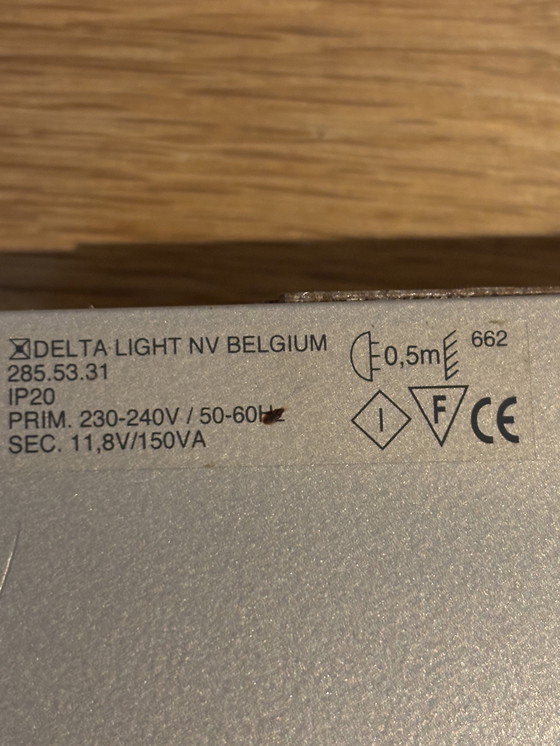 DELTA LIGHT NV BELGIUM
285.53.31
IP20
PRIM. 230-240V / 50-60Hz
SEC. 11,8V/150VA
0,5m
662
I
F
CE